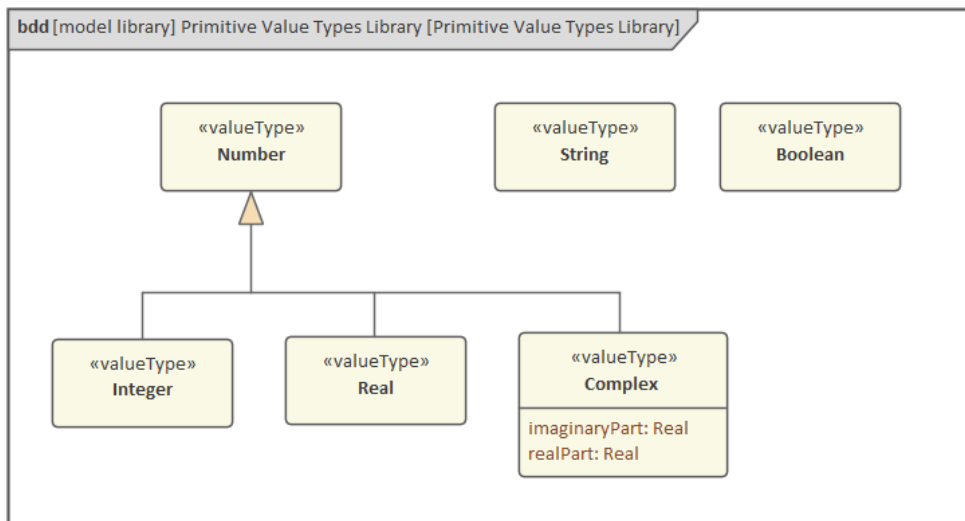 bdd [model library] Primitive Value Types Library [Primitive Value Types Library]
«valueType»
Number
«valueType»
String
«valueType»
Boolean
«valueType»
Integer
«valueType»
Real
«valueType»
Complex
imaginaryPart: Real
realPart: Real